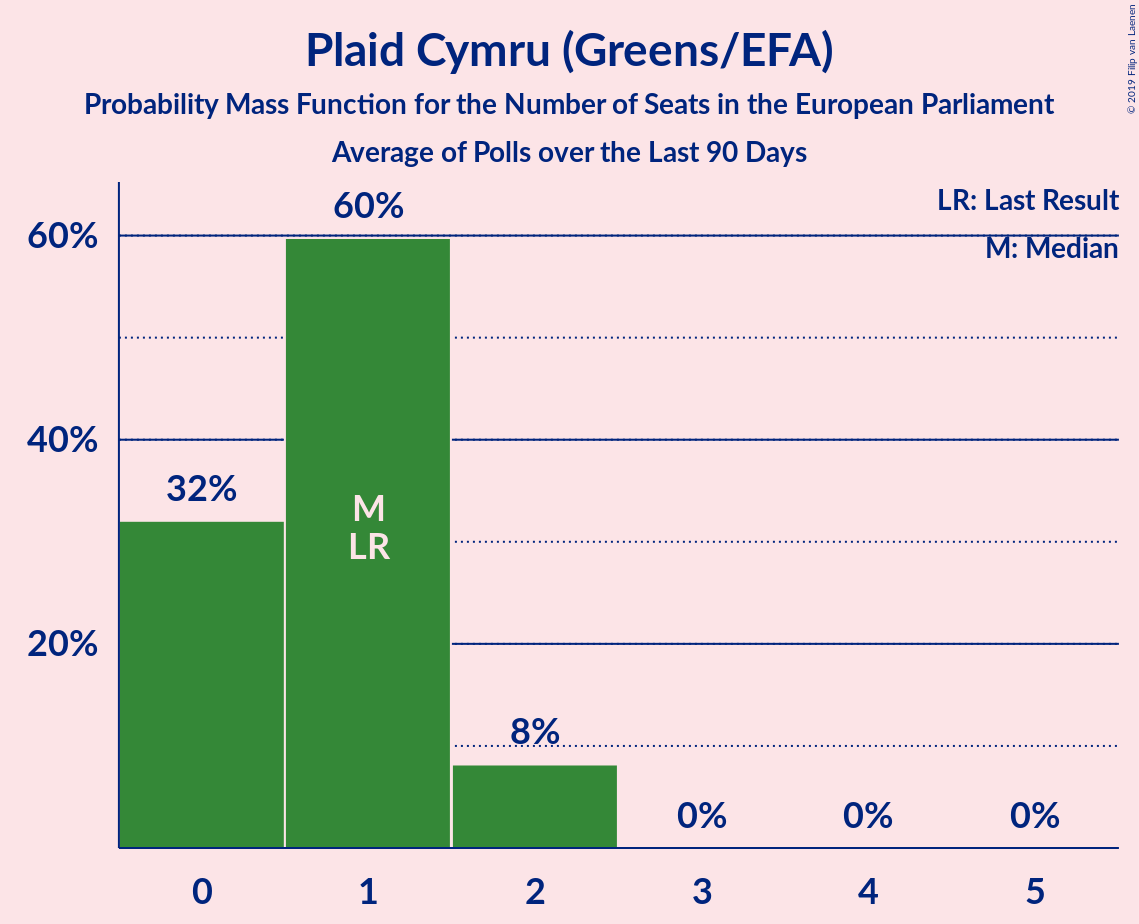 Plaid Cymru (Greens/EFA)
Probability Mass Function for the Number of Seats in the European Parliament
Average of Polls over the Last 90 Days
© 2019 Filip van Laenen
LR: Last Result
M: Median
60%
40%
20%
32%
60%
8%
0%
0%
0%
M
LR
0
1
2
3
4
5